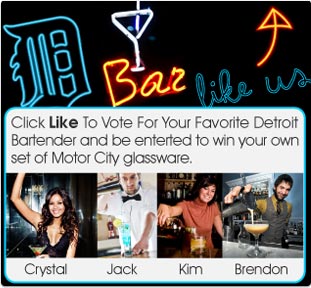 D
Bar
like us
Click Like To Vote For Your Favorite Detroit
Bartender and be enterted to win your own
set of Motor City glassware.
Crystal Jack Kim Brendon